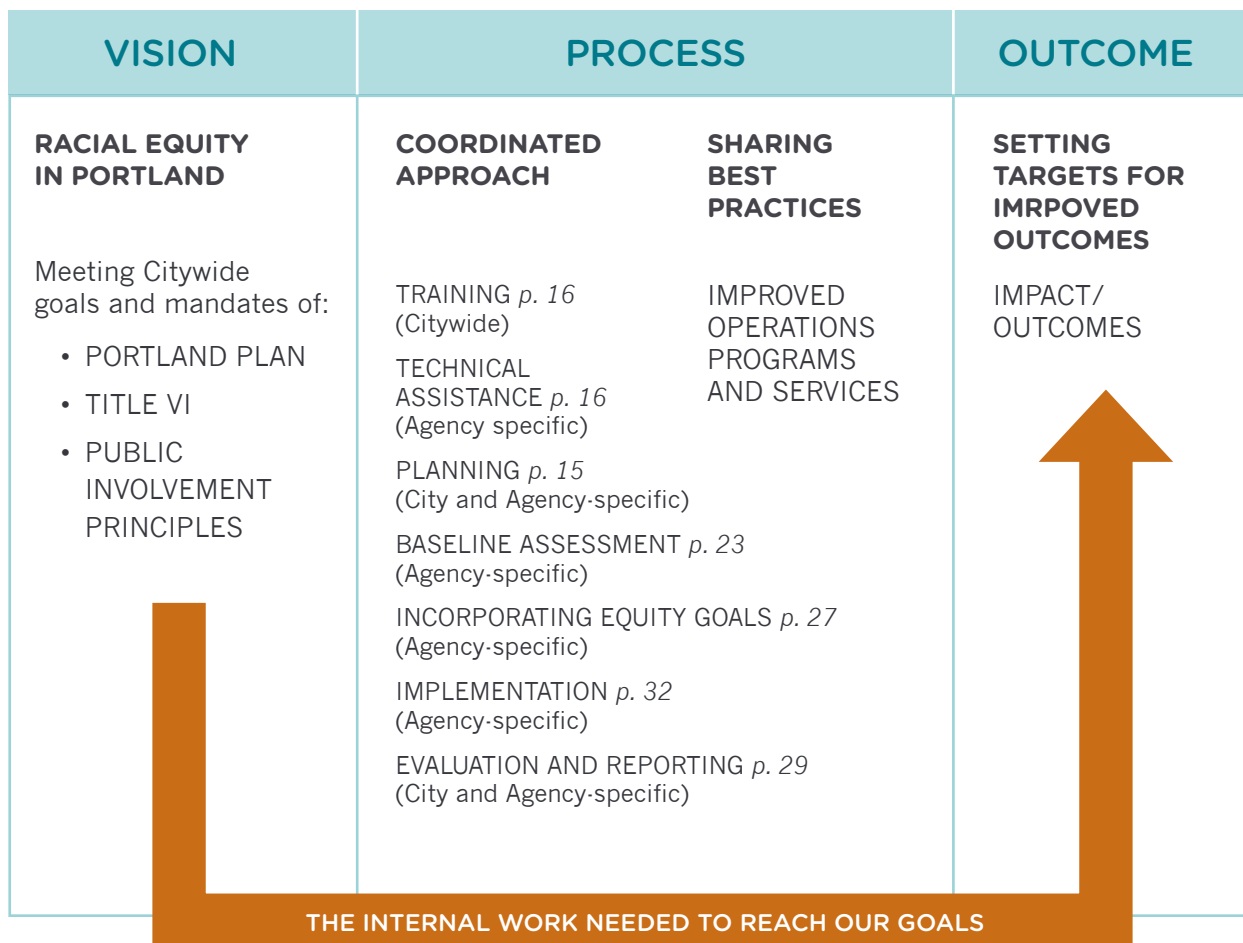 VISION
PROCESS
OUTCOME
RACIAL EQUITY
IN PORTLAND
Meeting Citywide
goals and mandates of:
• PORTLAND PLAN
• TITLE VI
• PUBLIC
INVOLVEMENT
PRINCIPLES
COORDINATED
APPROACH
TRAINING p. 16
(Citywide)
TECHNICAL
ASSISTANCE p. 16
(Agency specific)
PLANNING p. 15
(City and Agency-specific)
BASELINE ASSESSMENT p. 23
(Agency-specific)
INCORPORATING EQUITY GOALS p. 27
(Agency-specific)
IMPLEMENTATION p. 32
(Agency-specific)
EVALUATION AND REPORTING p. 29
(City and Agency-specific)
SHARING
BEST
PRACTICES
IMPROVED
OPERATIONS
PROGRAMS
AND SERVICES
SETTING
TARGETS FOR
IMRPOVED
OUTCOMES
IMPACT/
OUTCOMES
THE INTERNAL WORK NEEDED TO REACH OUR GOALS